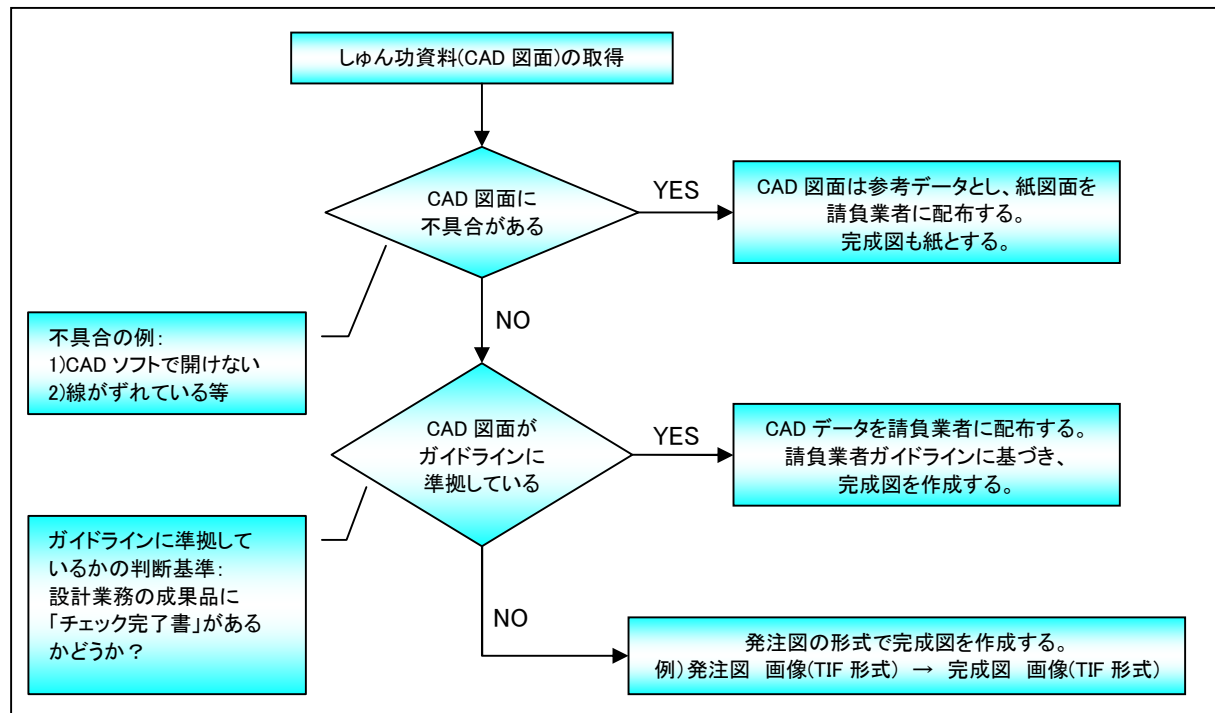 しゅん功資料(CAD 図面)の取得
CAD 図面に
不具合がある
YES
CAD 図面は参考データとし、紙図面を
請負業者に配布する。
完成図も紙とする。
NO
不具合の例:
1)CAD ソフトで開けない
2)線がずれている等
CAD 図面が
ガイドラインに
準拠している
YES
CAD データを請負業者に配布する。
請負業者ガイドラインに基づき、
完成図を作成する。
ガイドラインに準拠して
いるかの判断基準:
設計業務の成果品に
「チェック完了書」がある
かどうか?
NO
発注図の形式で完成図を作成する。
例)発注図 画像(TIF 形式) → 完成図 画像(TIF 形式)